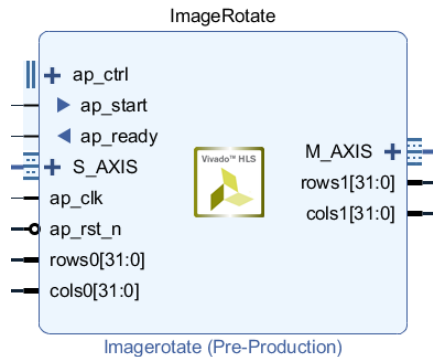 ImageRotate
ap_ctrl
ap_start
ap_ready
S_AXIS
ap_clk
ap_rst_n
rows0[31:0]
cols0[31:0]
Vivado™ HLS
M_AXIS
rows1[31:0]
cols1[31:0]
Imagerotate (Pre-Production)